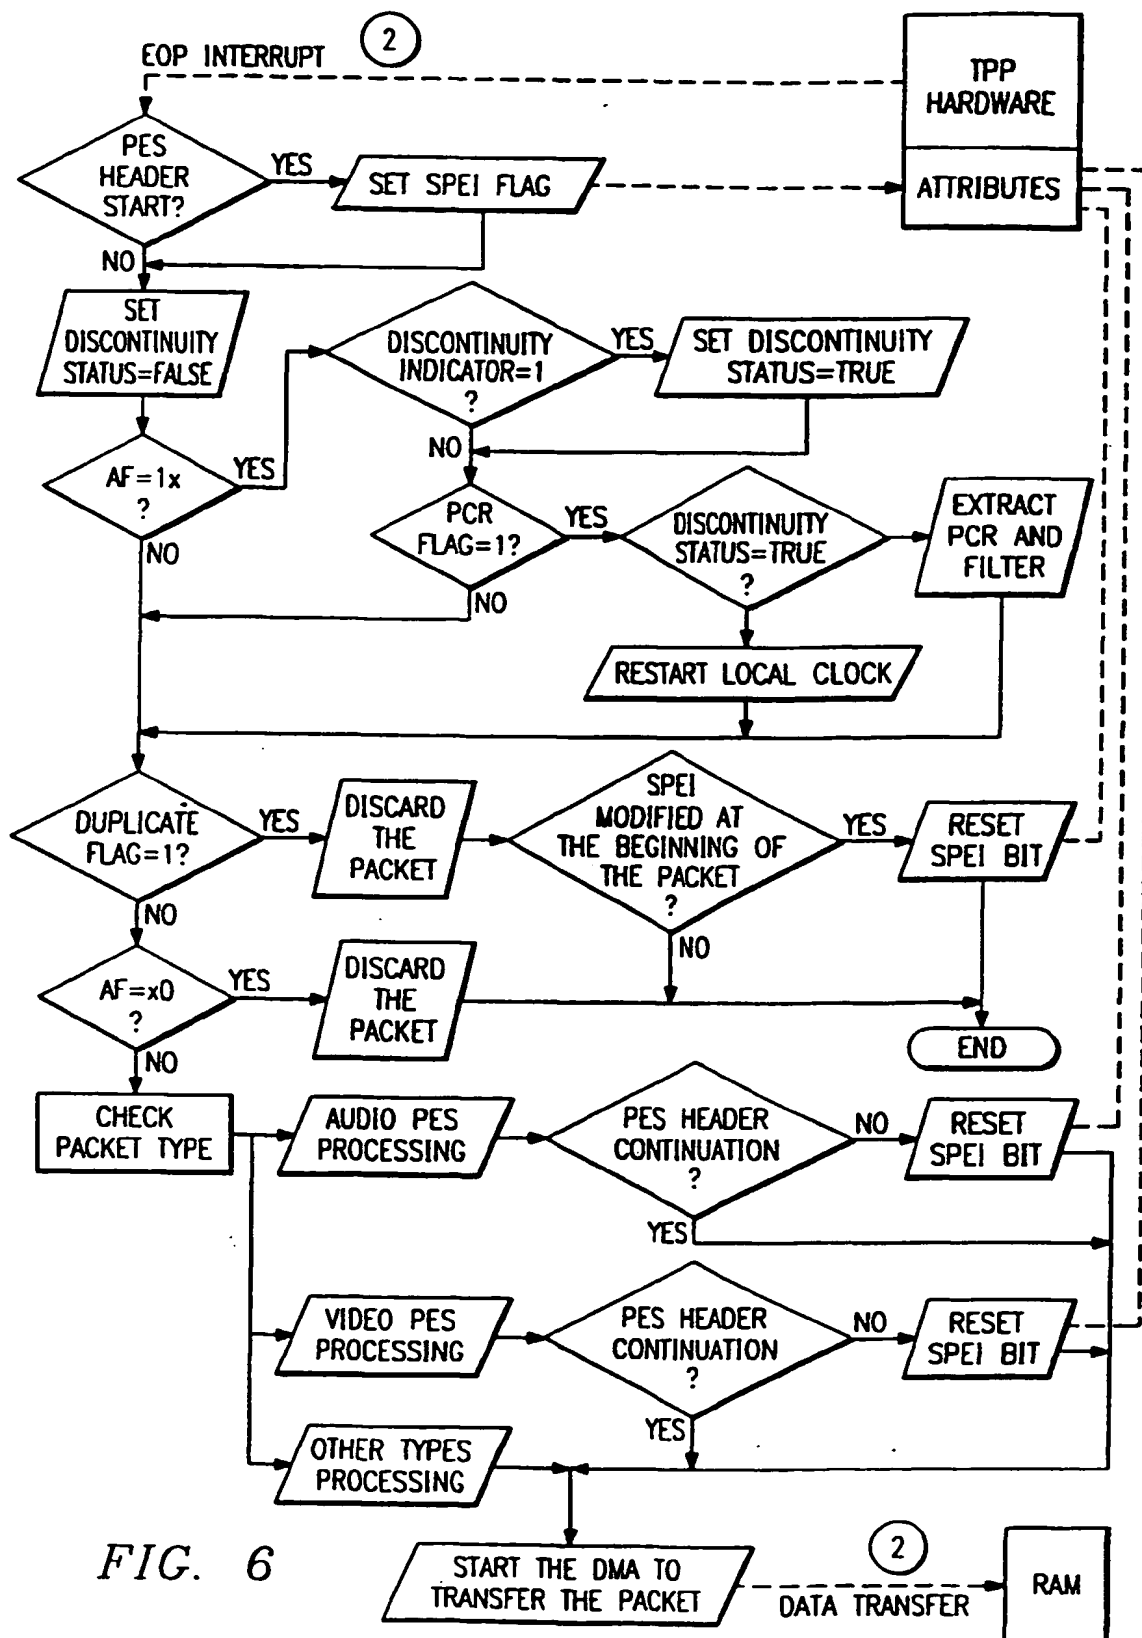 2
EOP INTERRUPT
TPP
HARDWARE
ATTRIBUTES
PES
HEADER
START?
YES
SET SPEI FLAG
NO
SET
DISCONTINUITY
STATUS=FALSE
DISCONTINUITY
INDICATOR=1
?
YES
SET DISCONTINUITY
STATUS=TRUE
NO
AF=1x
?
YES
NO
PCR
FLAG=1?
YES
NO
DISCONTINUITY
STATUS=TRUE
?
EXTRACT
PCR AND
FILTER
RESTART LOCAL CLOCK
DUPLICATE
FLAG=1?
YES
NO
DISCARD
THE
PACKET
SPEI
MODIFIED AT
THE BEGINNING OF
THE PACKET
?
YES
NO
RESET
SPEI BIT
AF=x0
?
YES
NO
DISCARD
THE
PACKET
END
CHECK
PACKET TYPE
AUDIO PES
PROCESSING
PES HEADER
CONTINUATION
?
NO
YES
RESET
SPEI BIT
VIDEO PES
PROCESSING
PES HEADER
CONTINUATION
?
NO
YES
RESET
SPEI BIT
OTHER TYPES
PROCESSING
START THE DMA TO
TRANSFER THE PACKET
2
DATA TRANSFER
RAM
FIG. 6